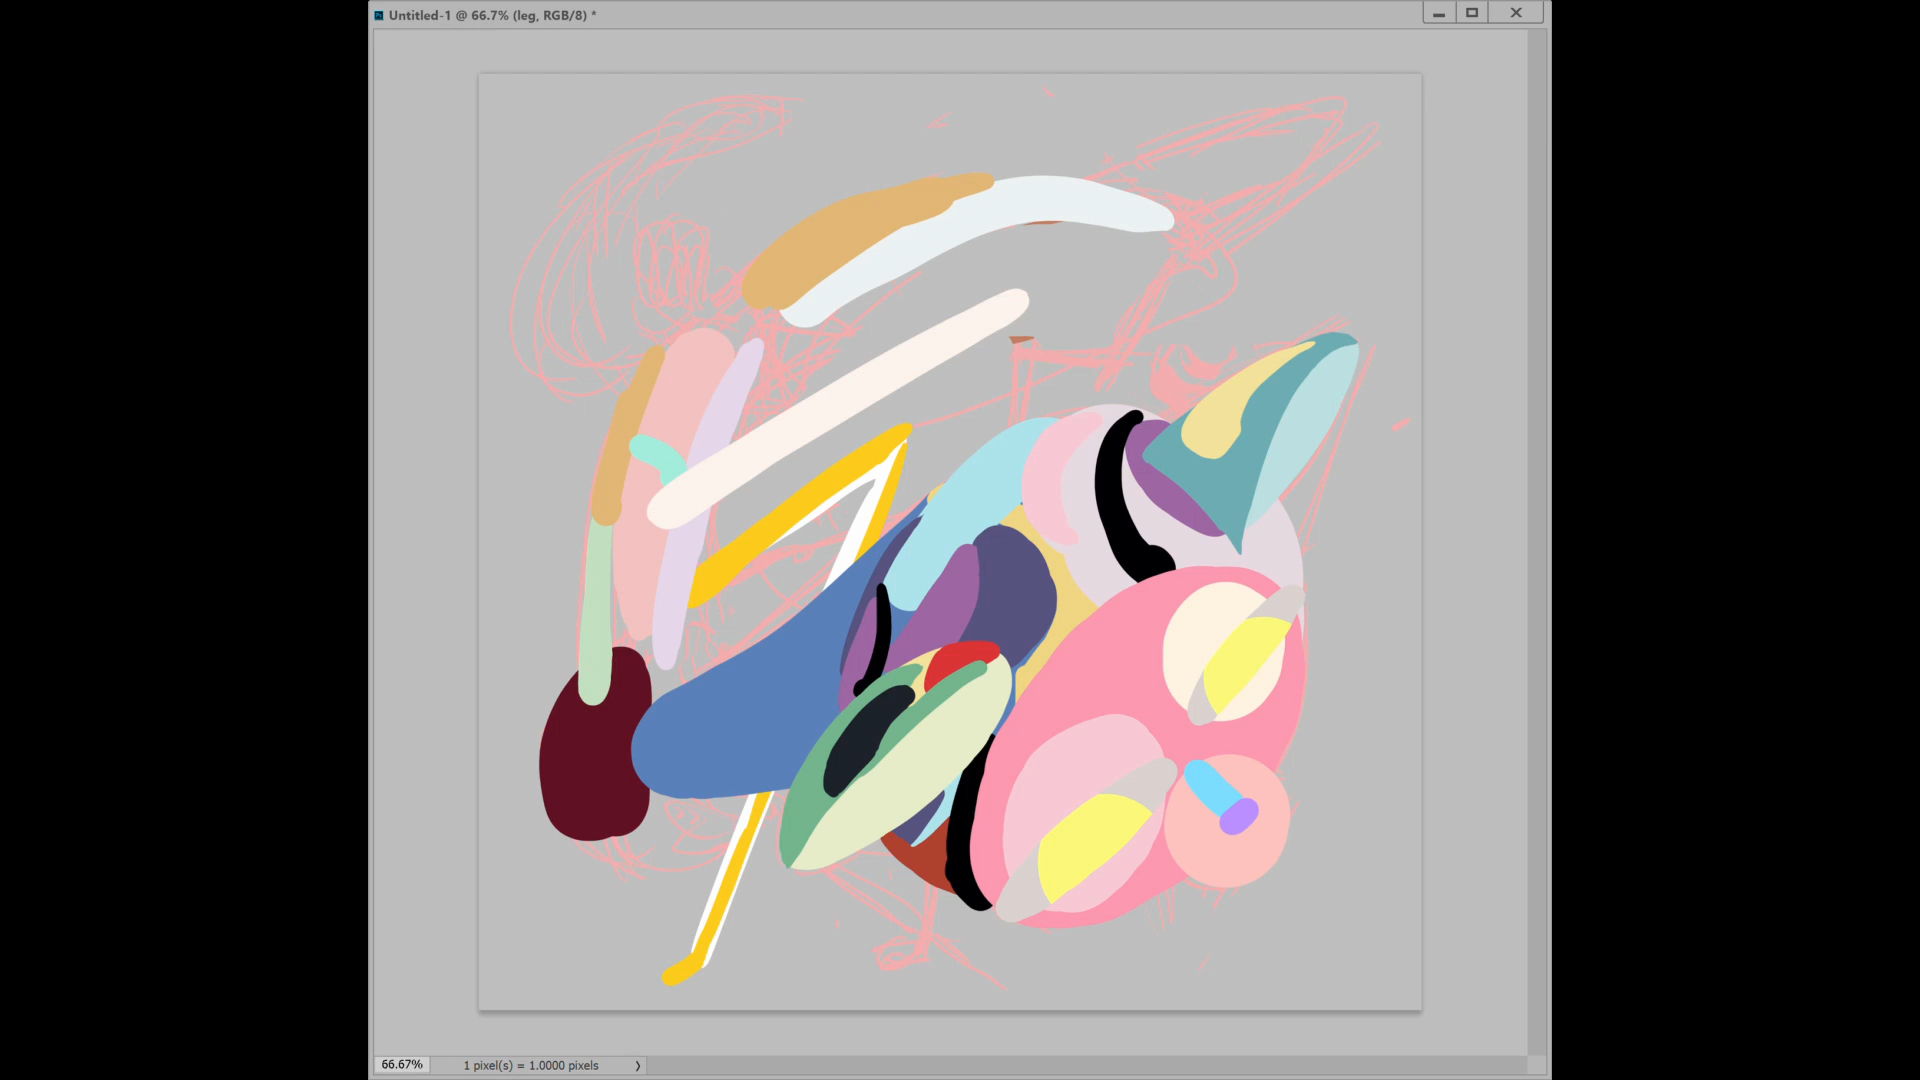 Untitled-1 @ 66.7% (leg, RGB/8) *
66.67%
1 pixel(s) = 1.0000 pixels